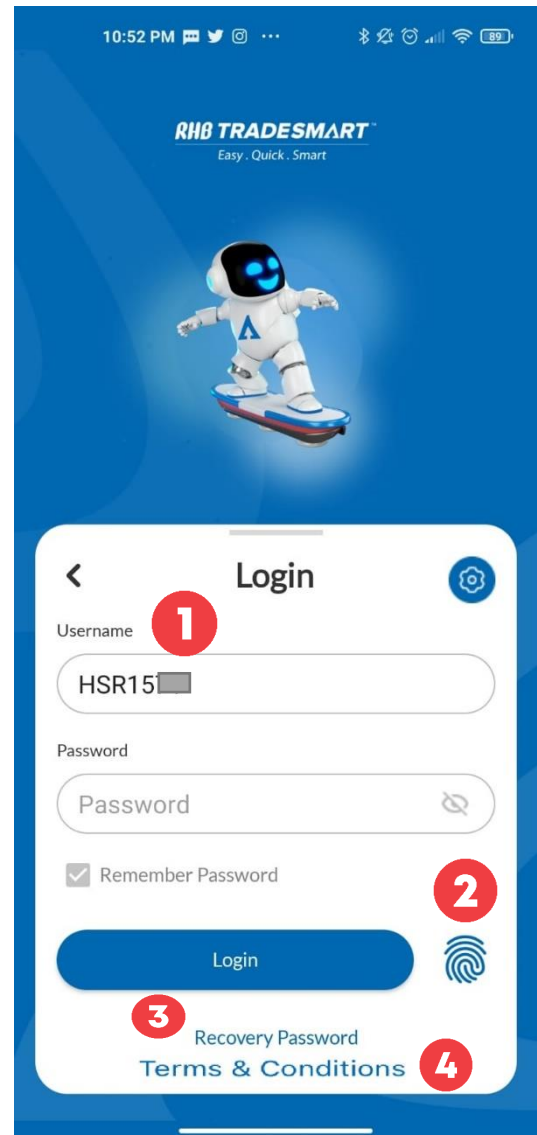 10:52 PM
89
RHB TRADESMART™
Easy . Quick . Smart
Login
1
Username
HSR15
Password
Password
Remember Password
2
Login
3
Recovery Password
Terms & Conditions
4